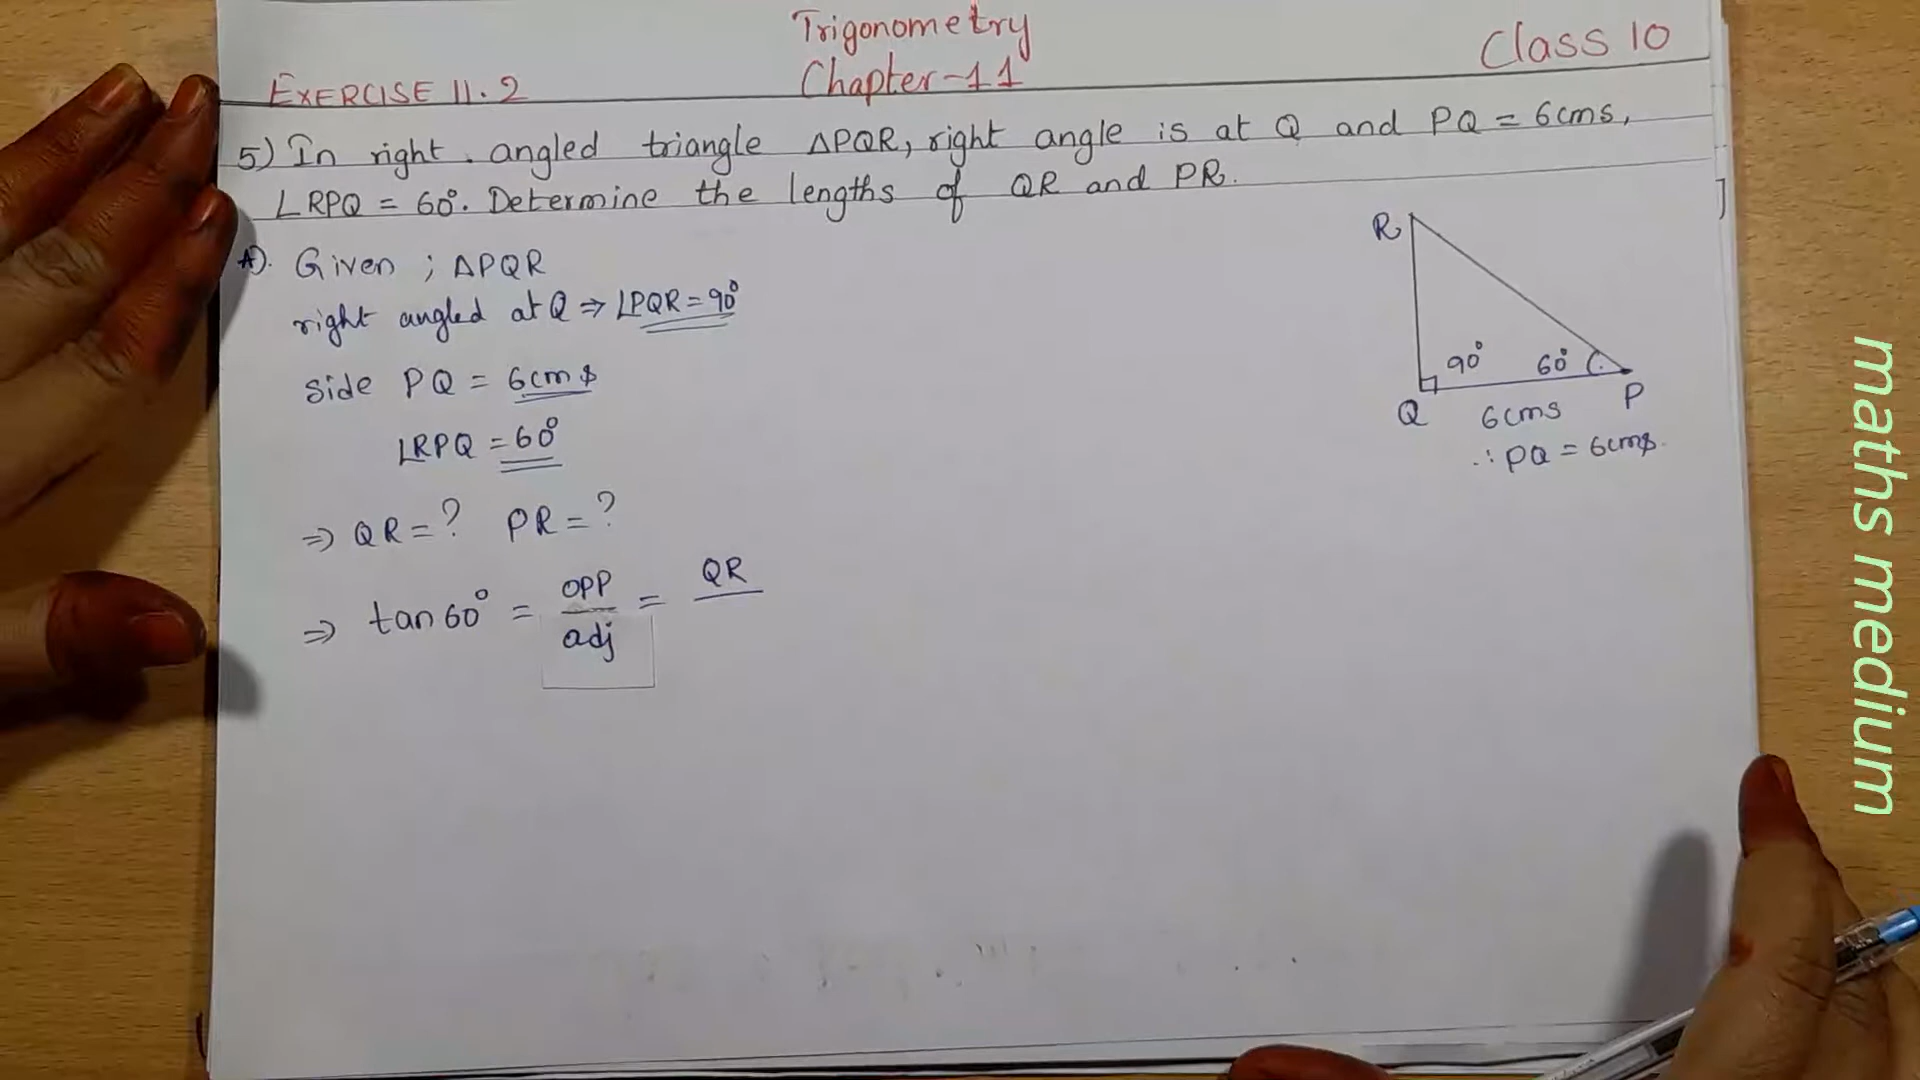 Trigonometry
Chapter-11
Class 10
EXERCISE 11.2
5) In right angled triangle ΔPQR, right angle is at Q and PQ = 6cms,
∠RPQ = 60°. Determine the lengths of QR and PR.
A). Given ; ΔPQR
right angled at Q ⇒ ∠PQR = 90°
side PQ = 6cms
∠RPQ = 60°
⇒ QR = ? PR = ?
⇒ tan60° = opp/adj = QR/
R
90° 60°
Q 6cms P
∴ PQ = 6cms.
maths medium